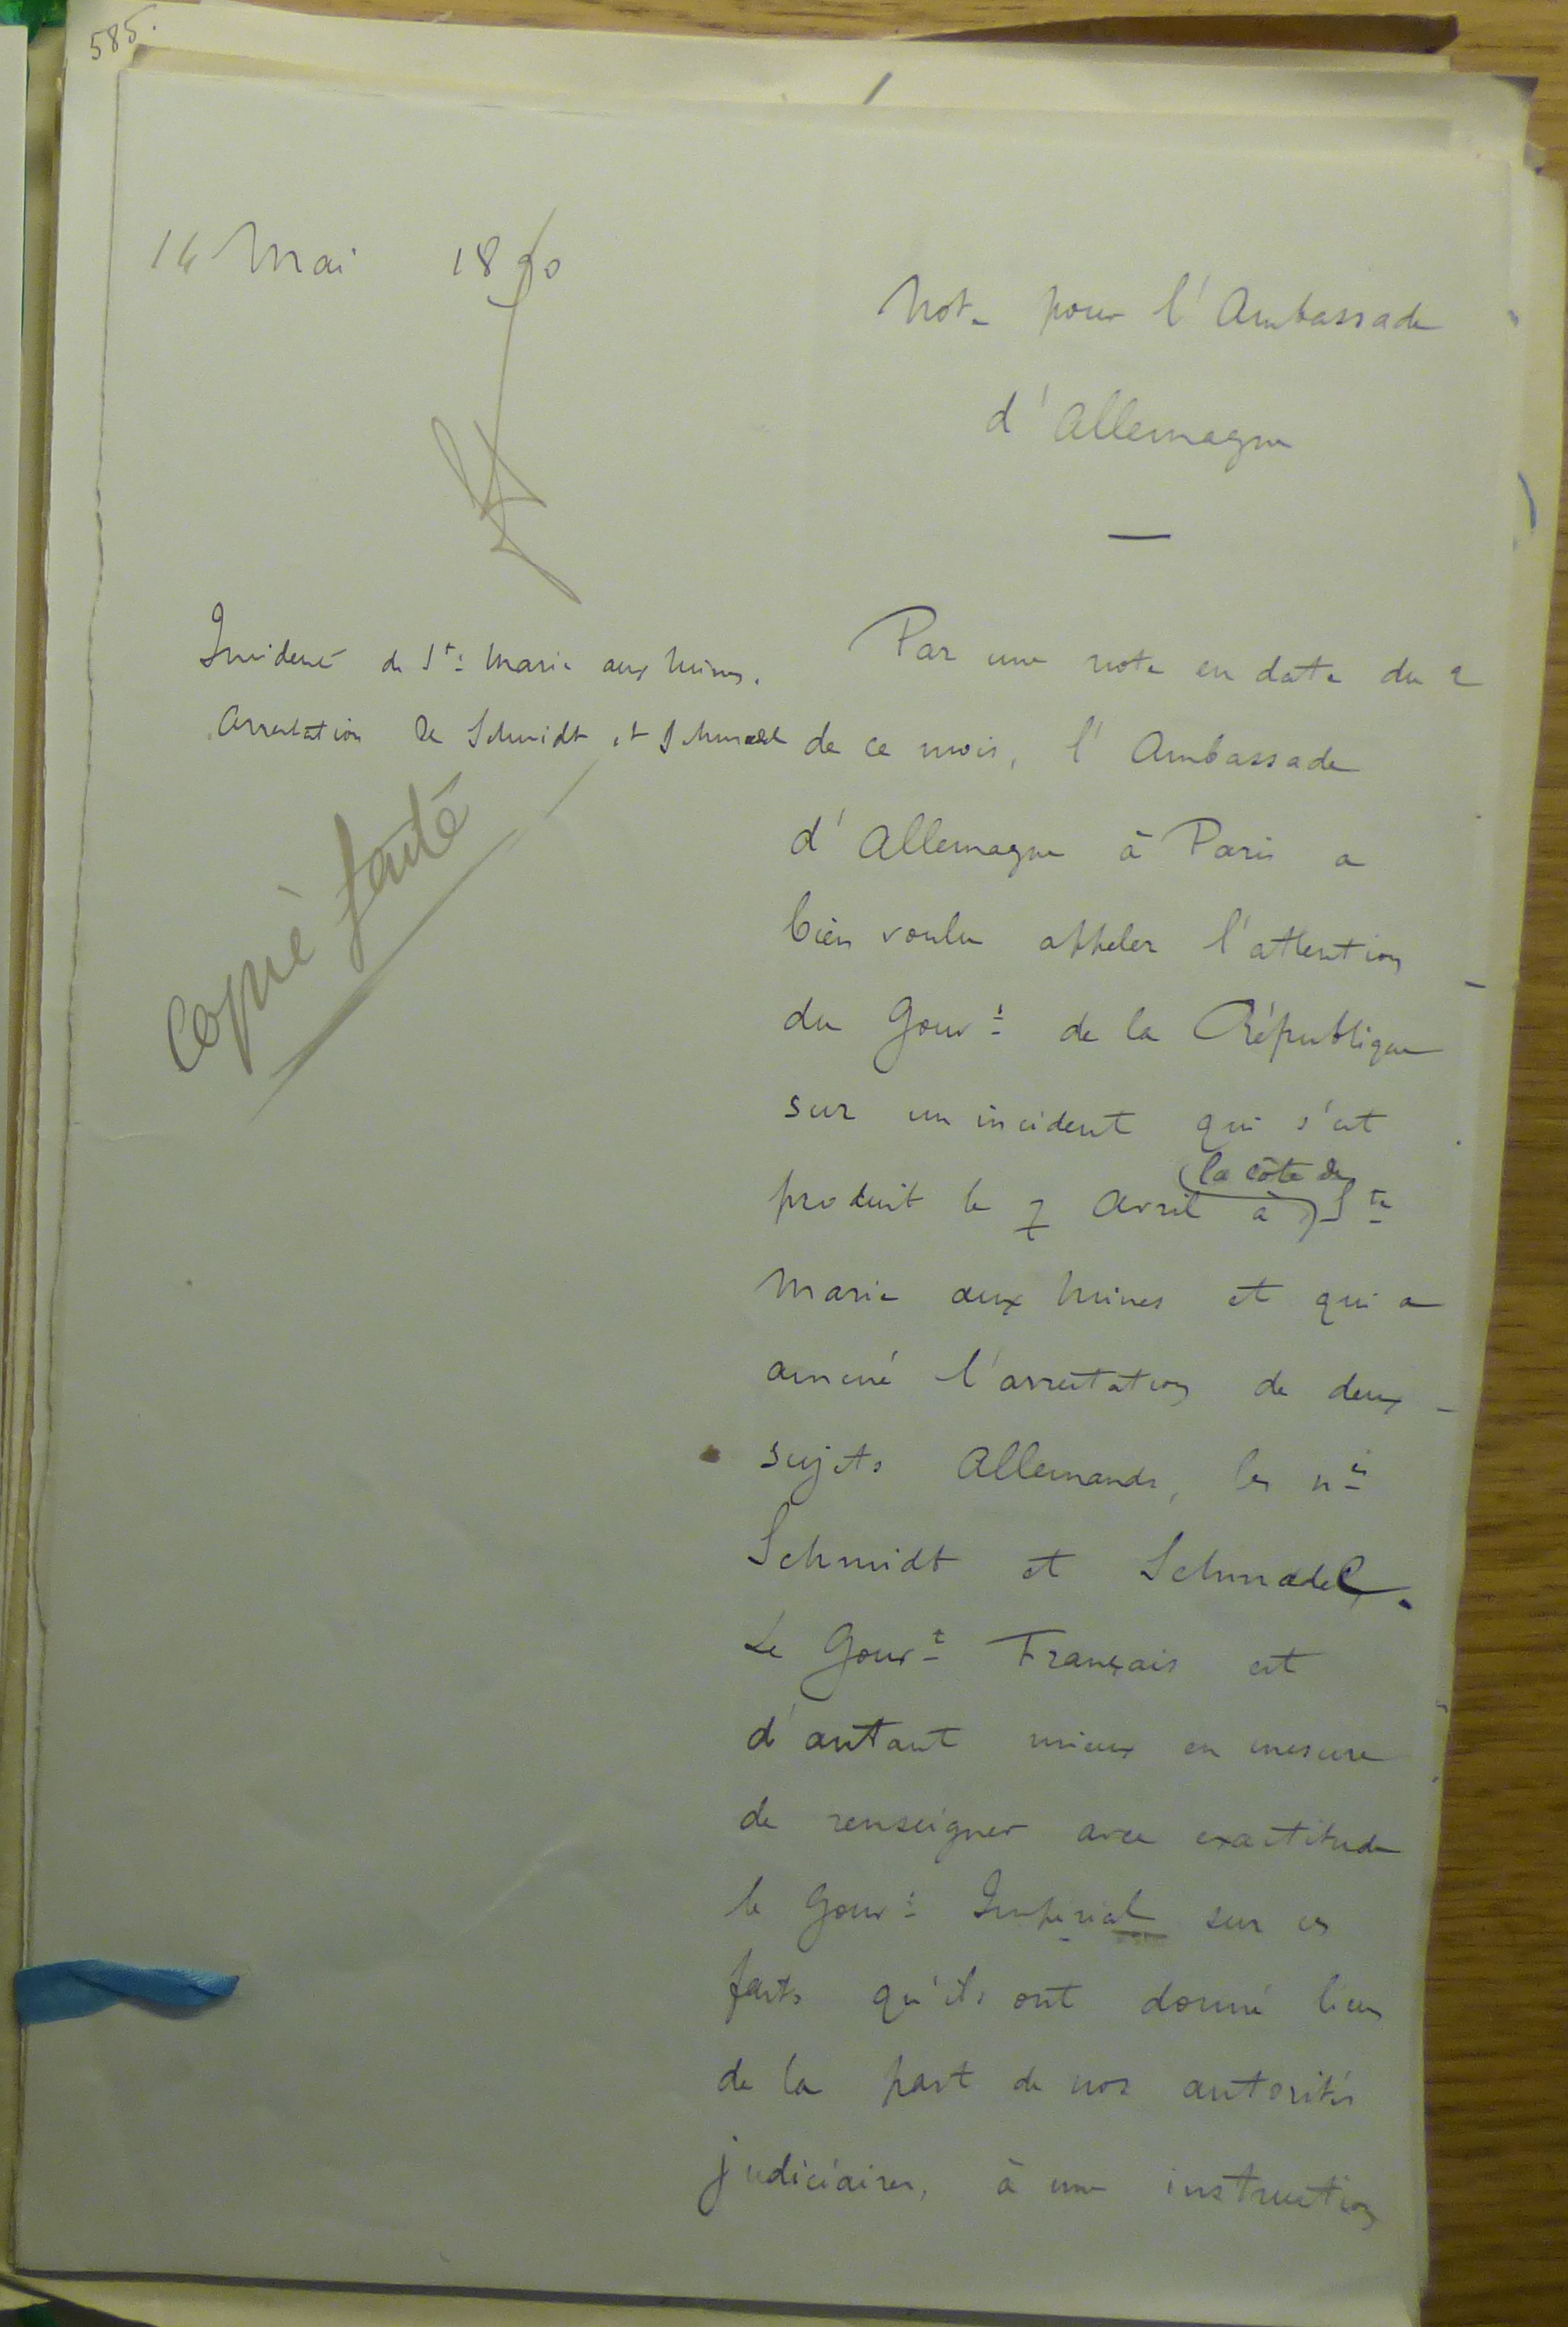 585.
14 Mai 1890
Note pour l'Ambassade
d'Allemagne
Incident de Ste Marie aux Mines.
Arrestation de Schmidt et Schmadel
copie faite
Par une note en date du 2
de ce mois, l'Ambassade
d'Allemagne à Paris a
bien voulu appeler l'attention
du Gouvt de la République
sur un incident qui s'est
la côte de
produit le 7 Avril à Ste
Marie aux Mines et qui a
amené l'arrestation de deux
sujets Allemands, les nés
Schmidt et Schmadel.
Le Gouvt Français est
d'autant mieux en mesure
de renseigner avec exactitude
le Gouvt Impérial sur ces
faits qu'ils ont donné lieu
de la part de nos autorités
judiciaires, à une instruction